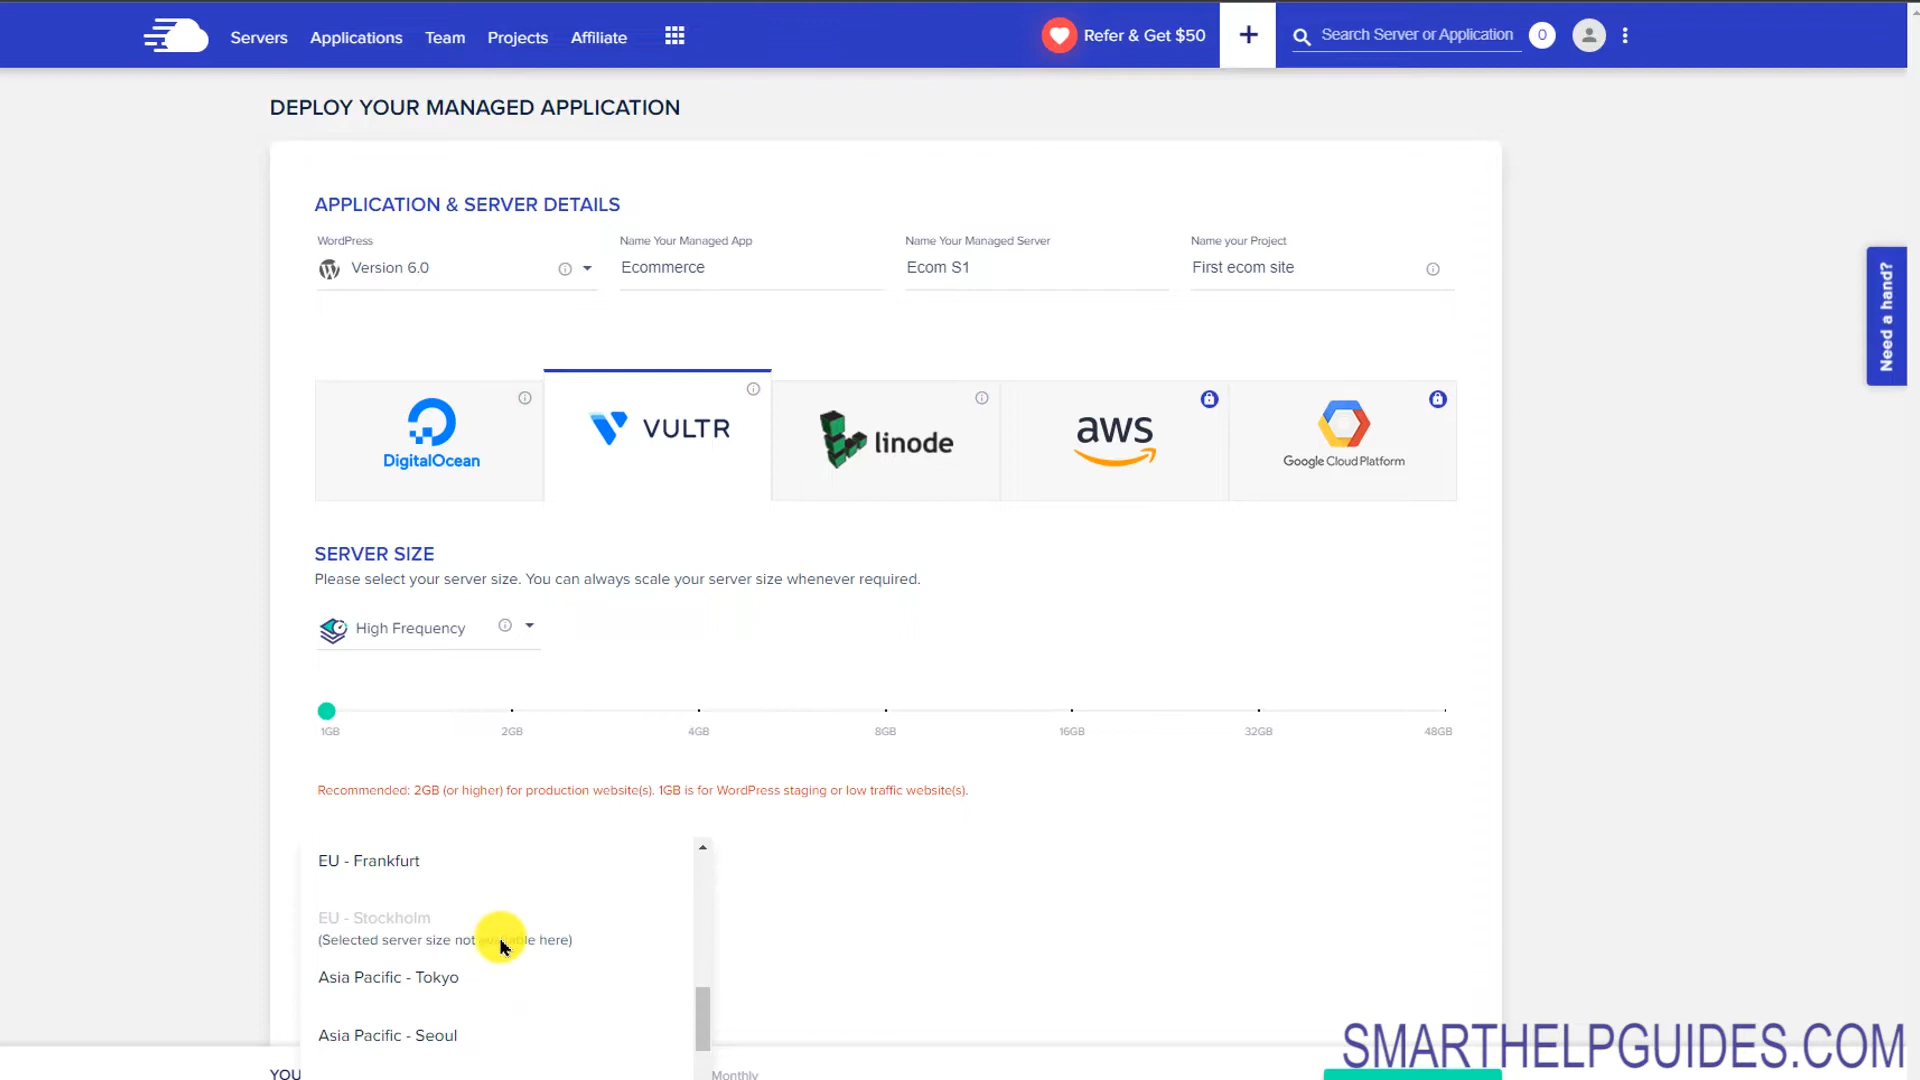 Servers Applications Team Projects Affiliate Refer & Get $50 + Search Server or Application 0
DEPLOY YOUR MANAGED APPLICATION
APPLICATION & SERVER DETAILS
WordPress Name Your Managed App Name Your Managed Server Name your Project
Version 6.0 Ecommerce Ecom S1 First ecom site
Need a hand?
DigitalOcean VULTR linode aws Google Cloud Platform
SERVER SIZE
Please select your server size. You can always scale your server size whenever required.
High Frequency
1GB 2GB 4GB 8GB 16GB 32GB 48GB
Recommended: 2GB (or higher) for production website(s). 1GB is for WordPress staging or low traffic website(s).
EU - Frankfurt
EU - Stockholm
(Selected server size not available here)
Asia Pacific - Tokyo
Asia Pacific - Seoul
SMARTHELPGUIDES.COM
YOU Monthly